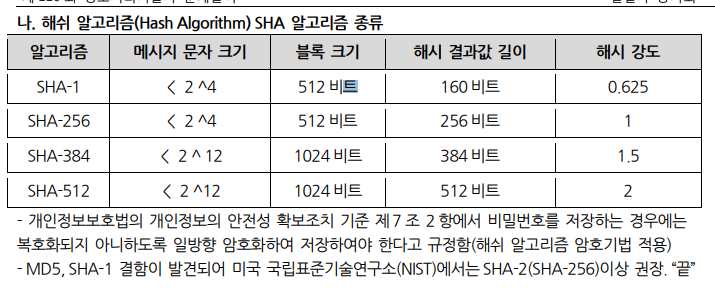 나. 해쉬 알고리즘(Hash Algorithm) SHA 알고리즘 종류
알고리즘 메시지 문자 크기 블록 크기 해시 결과값 길이 해시 강도
SHA-1 < 2 ^4 512 비트 160 비트 0.625
SHA-256 < 2 ^4 512 비트 256 비트 1
SHA-384 < 2 ^ 12 1024 비트 384 비트 1.5
SHA-512 < 2 ^12 1024 비트 512 비트 2
- 개인정보보호법의 개인정보의 안전성 확보조치 기준 제 7 조 2 항에서 비밀번호를 저장하는 경우에는
복호화되지 아니하도록 일방향 암호화하여 저장하여야 한다고 규정함(해쉬 알고리즘 암호기법 적용)
- MD5, SHA-1 결함이 발견되어 미국 국립표준기술연구소(NIST)에서는 SHA-2(SHA-256)이상 권장. “끝”